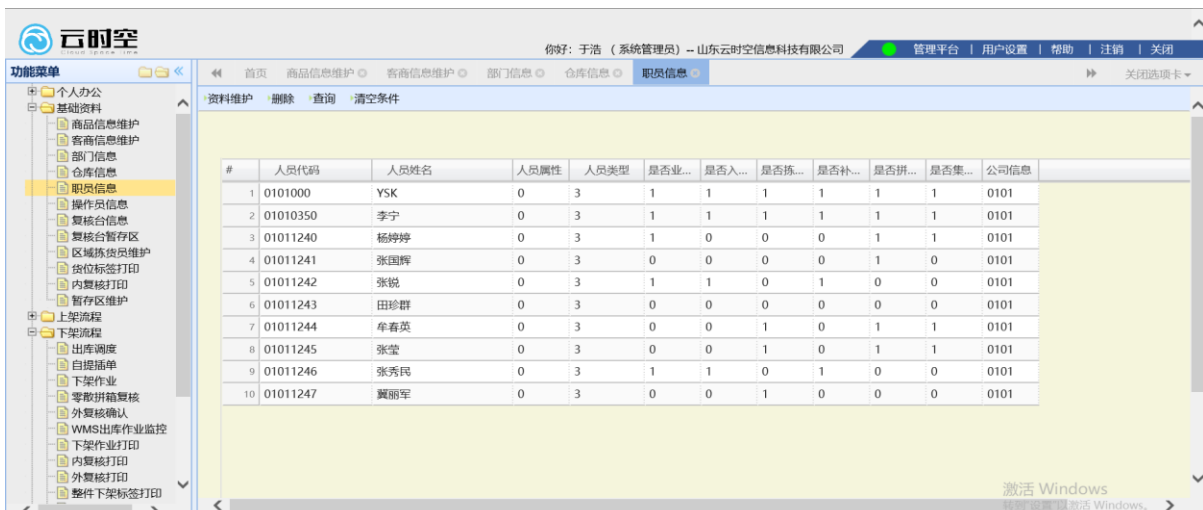 云时空
Cloud Space Time
你好：于浩 （系统管理员）-- 山东云时空信息科技有限公司
管理平台 | 用户设置 | 帮助 | 注销 | 关闭
功能菜单
首页 商品信息维护 客商信息维护 部门信息 仓库信息 职员信息 关闭选项卡
资料维护 删除 查询 清空条件
个人办公
基础资料
商品信息维护
客商信息维护
部门信息
仓库信息
职员信息
操作员信息
复核台信息
复核台暂存区
区域拣货员维护
货位标签打印
内复核打印
暂存区维护
上架流程
下架流程
出库调度
自提插单
下架作业
零散拼箱复核
外复核确认
WMS出库作业监控
下架作业打印
内复核打印
外复核打印
整件下架标签打印
# 人员代码 人员姓名 人员属性 人员类型 是否业... 是否入... 是否拣... 是否补... 是否拼... 是否集... 公司信息
1 0101000 YSK 0 3 1 1 1 1 1 1 0101
2 01010350 李宁 0 3 1 1 1 1 1 1 0101
3 01011240 杨婷婷 0 3 1 0 0 0 1 1 0101
4 01011241 张国辉 0 3 0 0 0 0 1 0 0101
5 01011242 张锐 0 3 1 1 0 1 0 0 0101
6 01011243 田珍群 0 3 0 0 0 0 0 0 0101
7 01011244 牟春英 0 3 0 0 1 0 1 1 0101
8 01011245 张莹 0 3 0 0 1 0 1 1 0101
9 01011246 张秀民 0 3 1 1 0 1 0 0 0101
10 01011247 冀丽军 0 3 0 0 1 0 0 0 0101
激活 Windows
转到"设置"以激活 Windows。